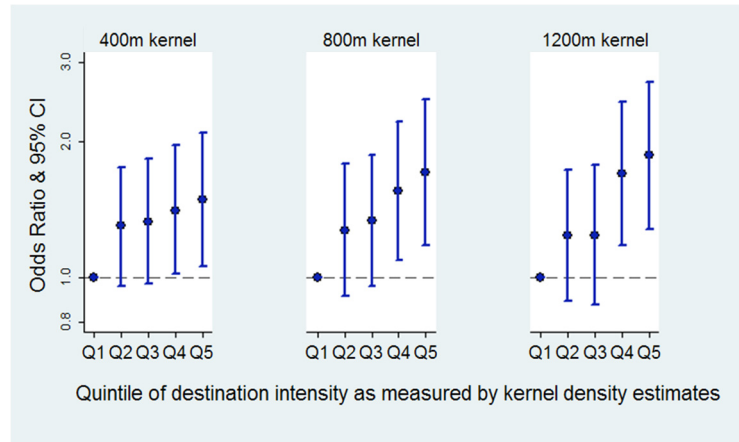 400m kernel
800m kernel
1200m kernel
Odds Ratio & 95% CI
3.0
2.0
1.0
0.8
Q1 Q2 Q3 Q4 Q5
Q1 Q2 Q3 Q4 Q5
Q1 Q2 Q3 Q4 Q5
Quintile of destination intensity as measured by kernel density estimates